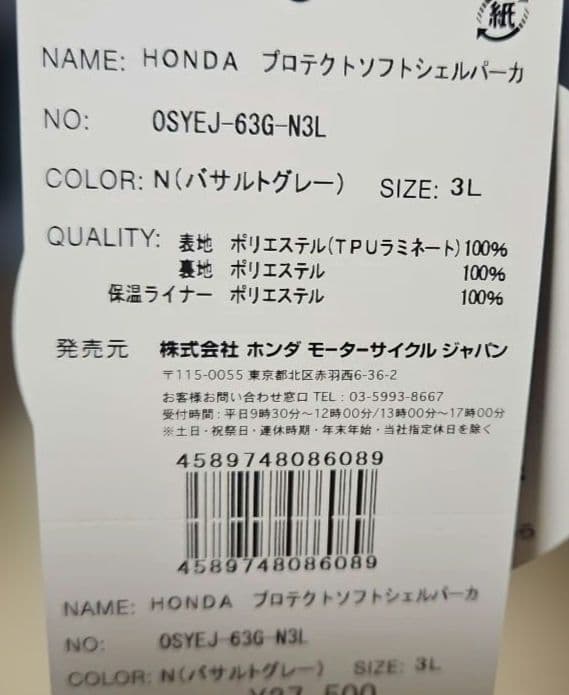 紙
NAME: HONDA プロテクトソフトシェルパーカ
NO: 0SYEJ-63G-N3L
COLOR: N(バサルトグレー) SIZE: 3L
QUALITY: 表地 ポリエステル(TPUラミネート)100%
裏地 ポリエステル 100%
保温ライナー ポリエステル 100%
発売元 株式会社 ホンダ モーターサイクル ジャパン
〒115-0055 東京都北区赤羽西6-36-2
お客様お問い合わせ窓口 TEL : 03-5993-8667
受付時間 : 平日9時30分～12時00分/13時00分～17時00分
※土日・祝祭日・連休時期・年末年始・当社指定休日を除く
4589748086089
4589748086089
NAME: HONDA プロテクトソフトシェルパーカ
NO: 0SYEJ-63G-N3L
COLOR: N(バサルトグレー) SIZE: 3L